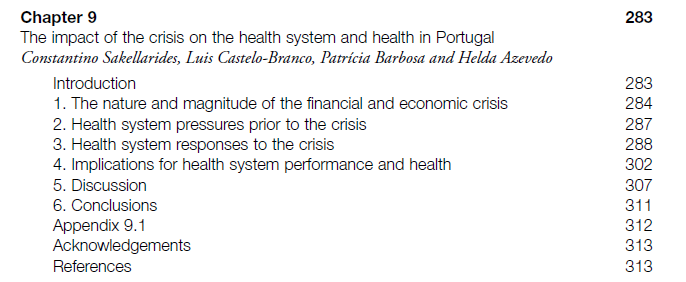 Chapter 9 283
The impact of the crisis on the health system and health in Portugal
Constantino Sakellarides, Luis Castelo-Branco, Patrícia Barbosa and Helda Azevedo
Introduction 283
1. The nature and magnitude of the financial and economic crisis 284
2. Health system pressures prior to the crisis 287
3. Health system responses to the crisis 288
4. Implications for health system performance and health 302
5. Discussion 307
6. Conclusions 311
Appendix 9.1 312
Acknowledgements 313
References 313